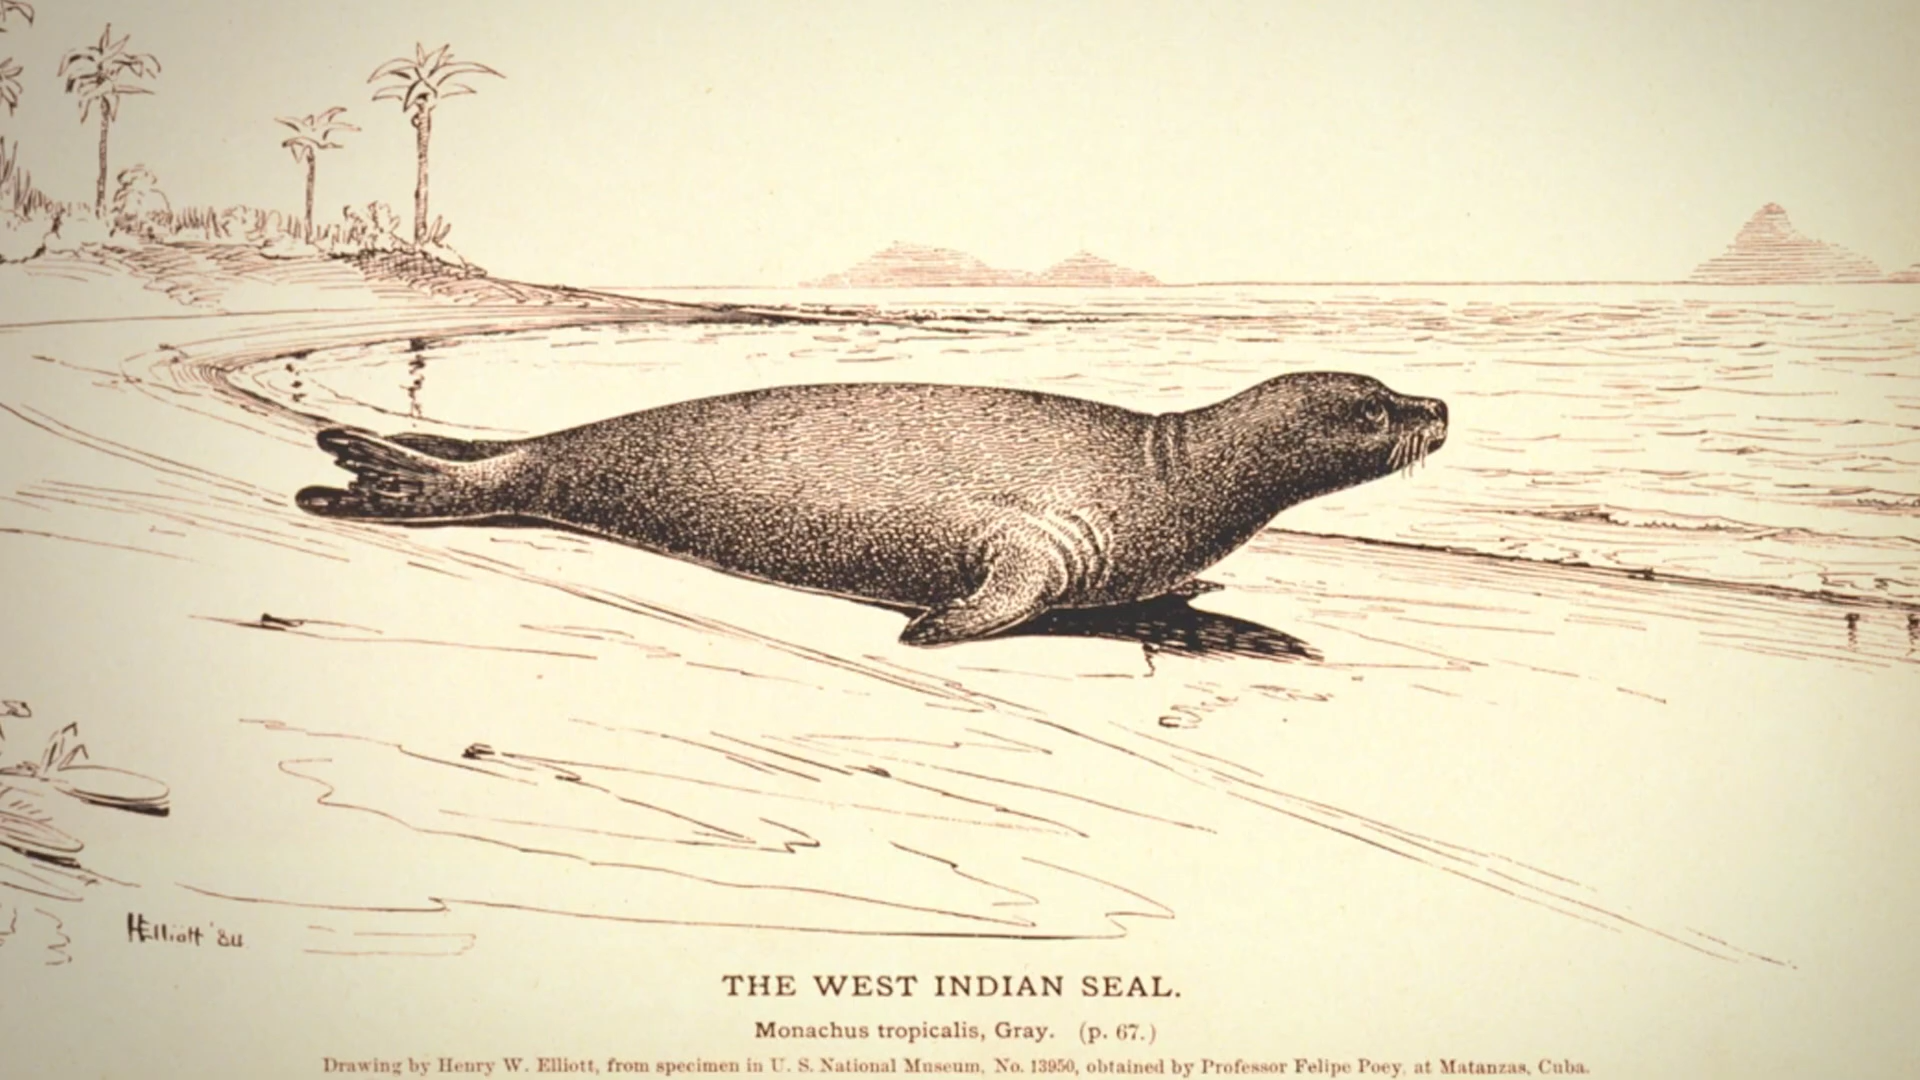 HElliott '84
THE WEST INDIAN SEAL.
Monachus tropicalis, Gray. (p. 67.)
Drawing by Henry W. Elliott, from specimen in U. S. National Museum, No. 13950, obtained by Professor Felipe Poey, at Matanzas, Cuba.